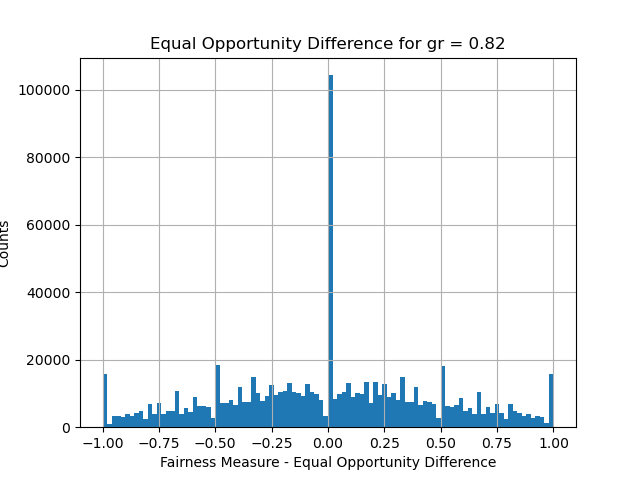 Equal Opportunity Difference for gr = 0.82
100000
80000
60000
40000
20000
0
Counts
−1.00 −0.75 −0.50 −0.25 0.00 0.25 0.50 0.75 1.00
Fairness Measure - Equal Opportunity Difference